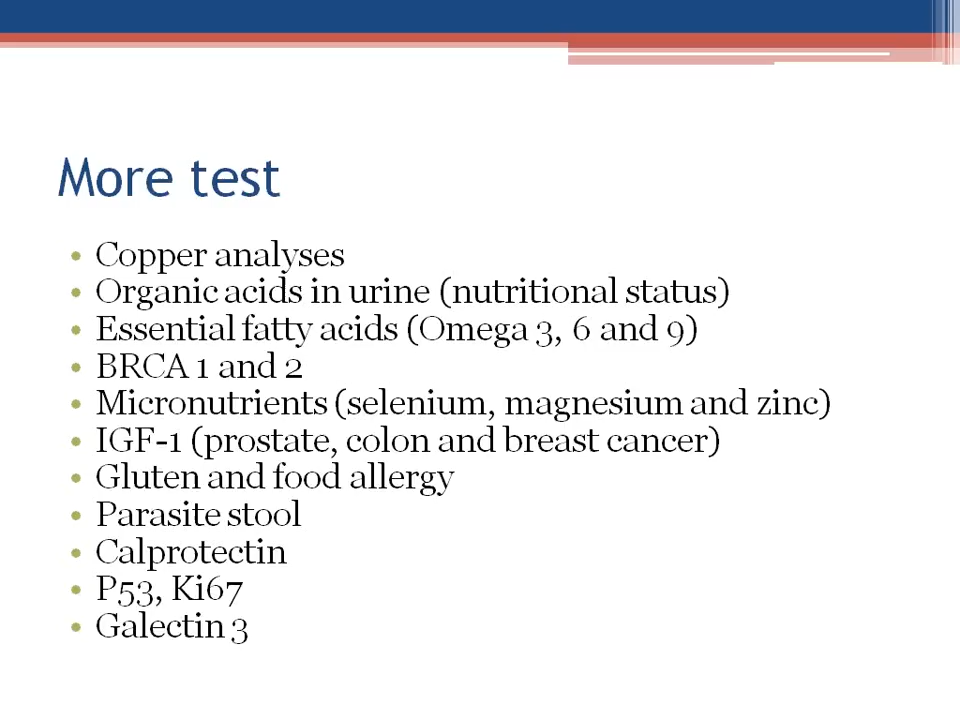 More test
• Copper analyses
• Organic acids in urine (nutritional status)
• Essential fatty acids (Omega 3, 6 and 9)
• BRCA 1 and 2
• Micronutrients (selenium, magnesium and zinc)
• IGF-1 (prostate, colon and breast cancer)
• Gluten and food allergy
• Parasite stool
• Calprotectin
• P53, Ki67
• Galectin 3